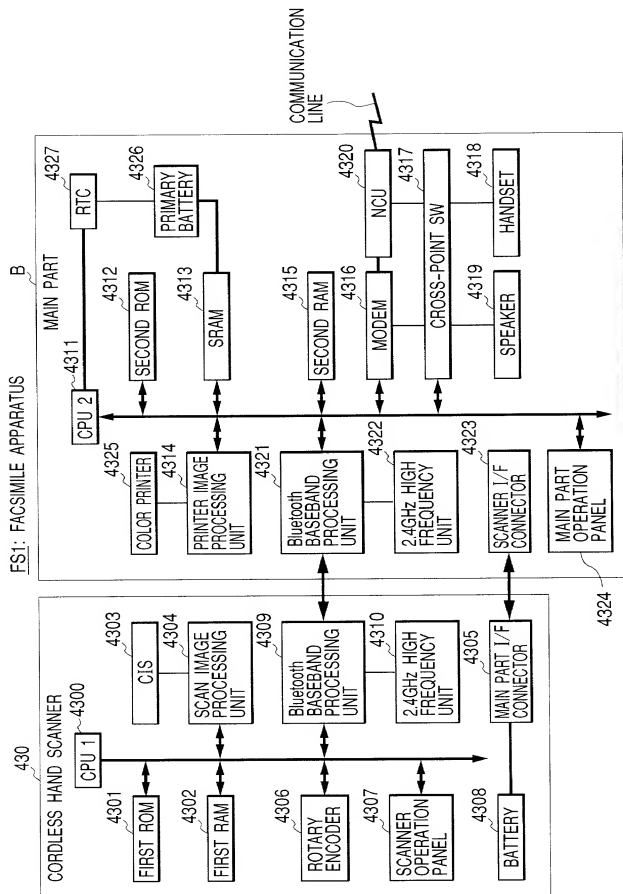 FS1: FACSIMILE APPARATUS
430
CORDLESS HAND SCANNER
4300
CPU 1
4301
FIRST ROM
4302
FIRST RAM
4306
ROTARY
ENCODER
4307
SCANNER
OPERATION
PANEL
4308
BATTERY
4303
CIS
4304
SCAN IMAGE
PROCESSING
UNIT
4309
Bluetooth
BASEBAND
PROCESSING
UNIT
4310
2.4GHz HIGH
FREQUENCY
UNIT
4305
MAIN PART I/F
CONNECTOR
B
MAIN PART
4311
CPU 2
4325
COLOR PRINTER
4314
PRINTER IMAGE
PROCESSING
UNIT
4321
Bluetooth
BASEBAND
PROCESSING
UNIT
4322
2.4GHz HIGH
FREQUENCY
UNIT
4323
SCANNER I/F
CONNECTOR
MAIN PART
OPERATION
PANEL
4324
4327
RTC
4326
PRIMARY
BATTERY
4312
SECOND ROM
4313
SRAM
4315
SECOND RAM
4316
MODEM
4320
NCU
4317
CROSS-POINT SW
4319
SPEAKER
4318
HANDSET
COMMUNICATION
LINE